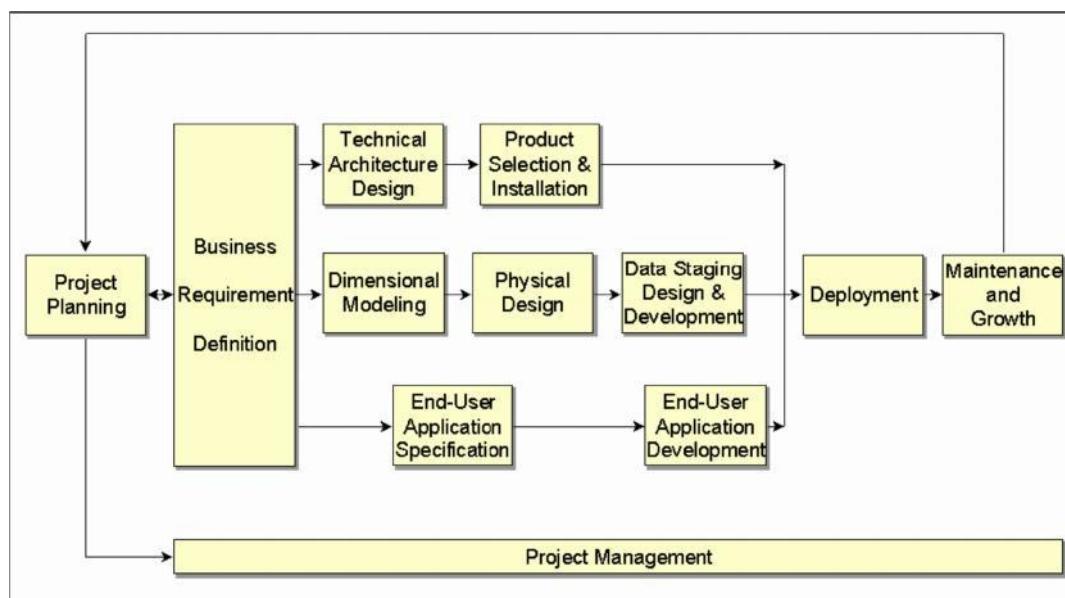 Technical
Architecture
Design
Product
Selection &
Installation
Project
Planning
Business
Requirement
Definition
Dimensional
Modeling
Physical
Design
Data Staging
Design &
Development
Deployment
Maintenance
and
Growth
End-User
Application
Specification
End-User
Application
Development
Project Management